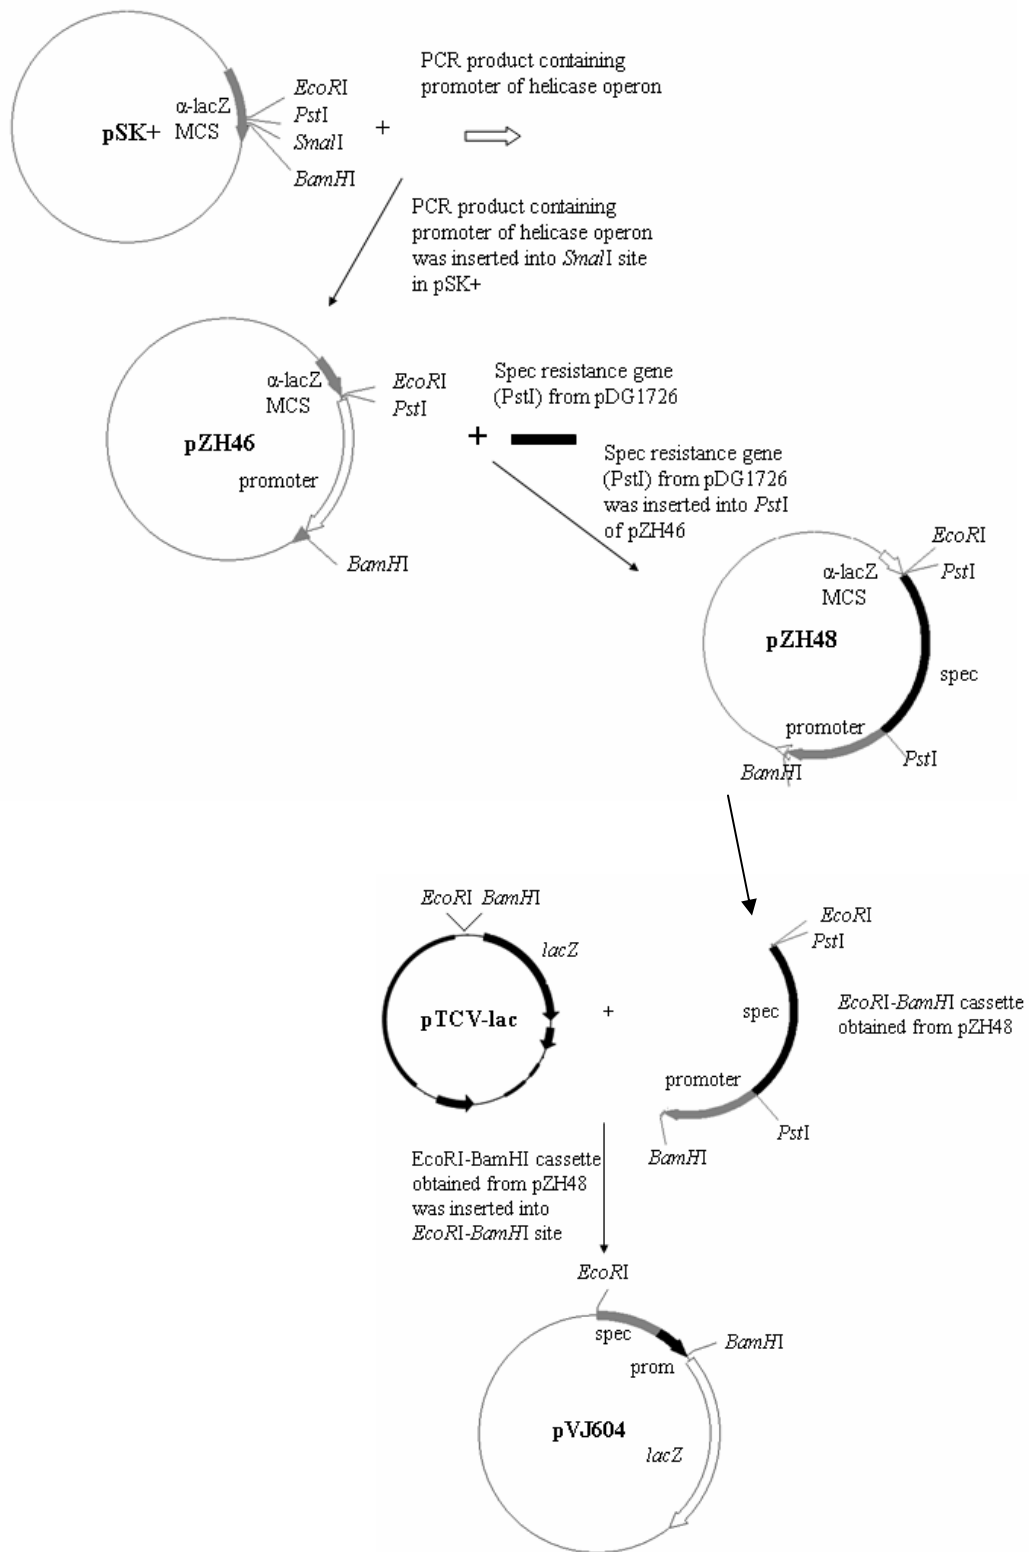 PCR product containing
promoter of helicase operon
pSK+
α-lacZ
MCS
EcoRI
PstI
SmalI
BamHI
+
PCR product containing
promoter of helicase operon
was inserted into SmalI site
in pSK+
pZH46
α-lacZ
MCS
EcoRI
PstI
promoter
BamHI
+
Spec resistance gene
(PstI) from pDG1726
Spec resistance gene
(PstI) from pDG1726
was inserted into PstI
of pZH46
pZH48
α-lacZ
MCS
EcoRI
PstI
spec
promoter
PstI
BamHI
EcoRI BamHI
lacZ
pTCV-lac
+
EcoRI
PstI
spec
promoter
PstI
BamHI
EcoRI-BamHI cassette
obtained from pZH48
EcoRI-BamHI cassette
obtained from pZH48
was inserted into
EcoRI-BamHI site
EcoRI
spec
prom
BamHI
pVJ604
lacZ